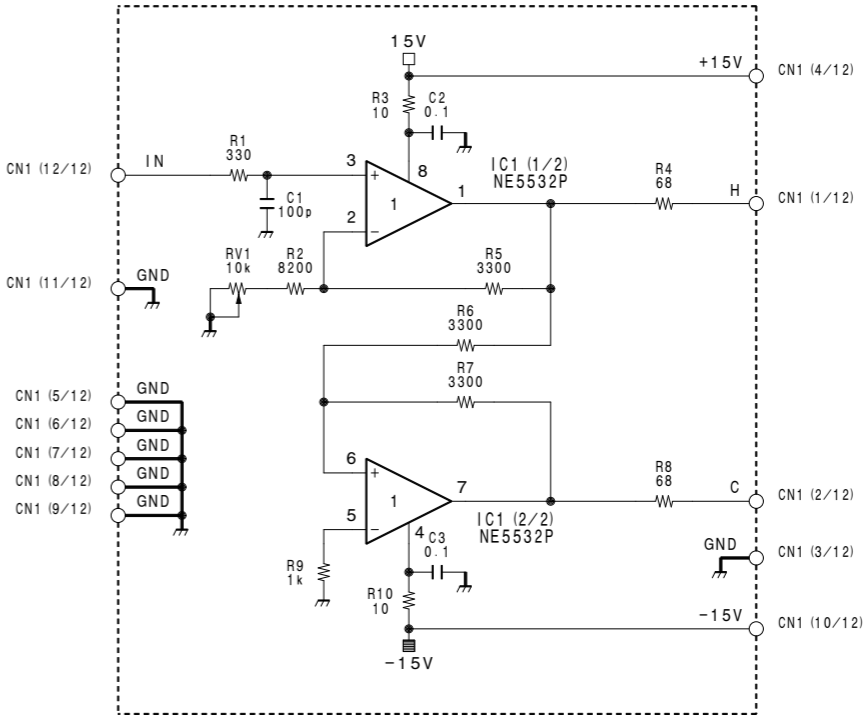 15V
+15V
CN1 (4/12)
R3
10
C2
0.1
CN1 (12/12)
IN
R1
330
C1
100p
3
8
2
1
1
IC1 (1/2)
NE5532P
R4
68
H
CN1 (1/12)
CN1 (11/12)
GND
RV1
10k
R2
8200
R5
3300
R6
3300
R7
3300
CN1 (5/12)
GND
CN1 (6/12)
GND
CN1 (7/12)
GND
CN1 (8/12)
GND
CN1 (9/12)
GND
6
5
1
7
4
IC1 (2/2)
NE5532P
R8
68
C
CN1 (2/12)
R9
1k
C3
0.1
R10
10
GND
CN1 (3/12)
-15V
CN1 (10/12)
-15V